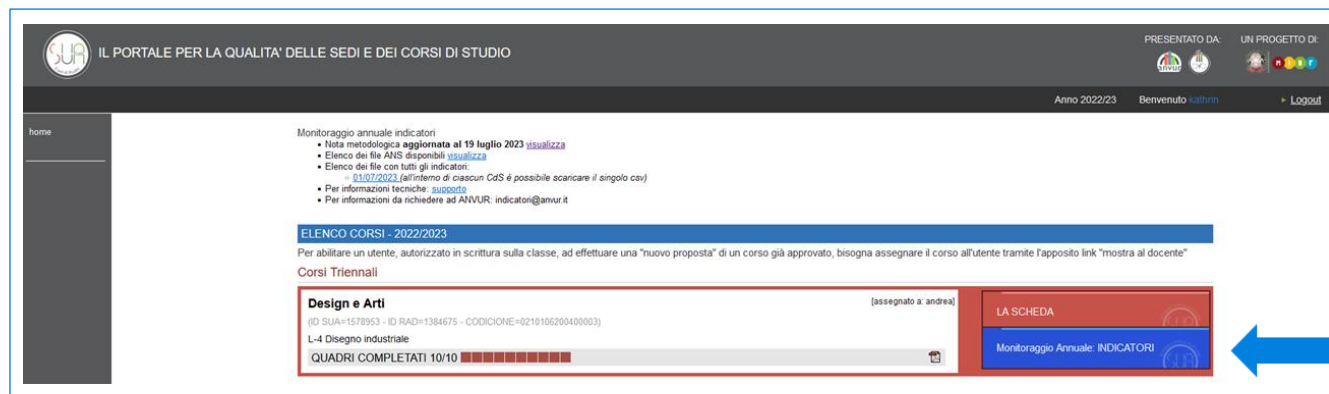 SUA
IL PORTALE PER LA QUALITA' DELLE SEDI E DEI CORSI DI STUDIO
PRESENTATO DA:
UN PROGETTO DI:
anvur
Anno 2022/23 Benvenuto kathrin Logout
home
Monitoraggio annuale indicatori
Nota metodologica aggiornata al 19 luglio 2023 visualizza
Elenco dei file ANS disponibili visualizza
Elenco dei file con tutti gli indicatori:
01/07/2023 (all'interno di ciascun CdS é possibile scaricare il singolo csv)
Per informazioni tecniche: supporto
Per informazioni da richiedere ad ANVUR: indicatori@anvur.it
ELENCO CORSI - 2022/2023
Per abilitare un utente, autorizzato in scrittura sulla classe, ad effettuare una "nuovo proposta" di un corso già approvato, bisogna assegnare il corso all'utente tramite l'apposito link "mostra al docente"
Corsi Triennali
Design e Arti
[assegnato a: andrea]
(ID SUA=1578953 - ID RAD=1384675 - CODICIONE=0210106200400003)
L-4 Disegno industriale
QUADRI COMPLETATI 10/10
LA SCHEDA
Monitoraggio Annuale: INDICATORI